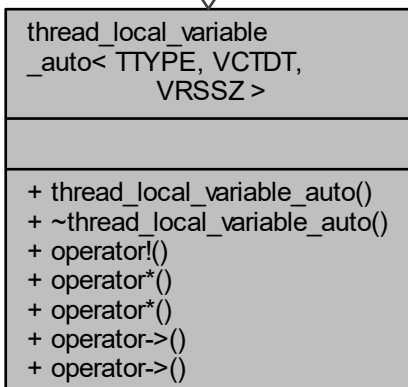 thread_local_variable
_auto< TTYPE, VCTDT,
VRSSZ >
+ thread_local_variable_auto()
+ ~thread_local_variable_auto()
+ operator!()
+ operator*()
+ operator*()
+ operator->()
+ operator->()